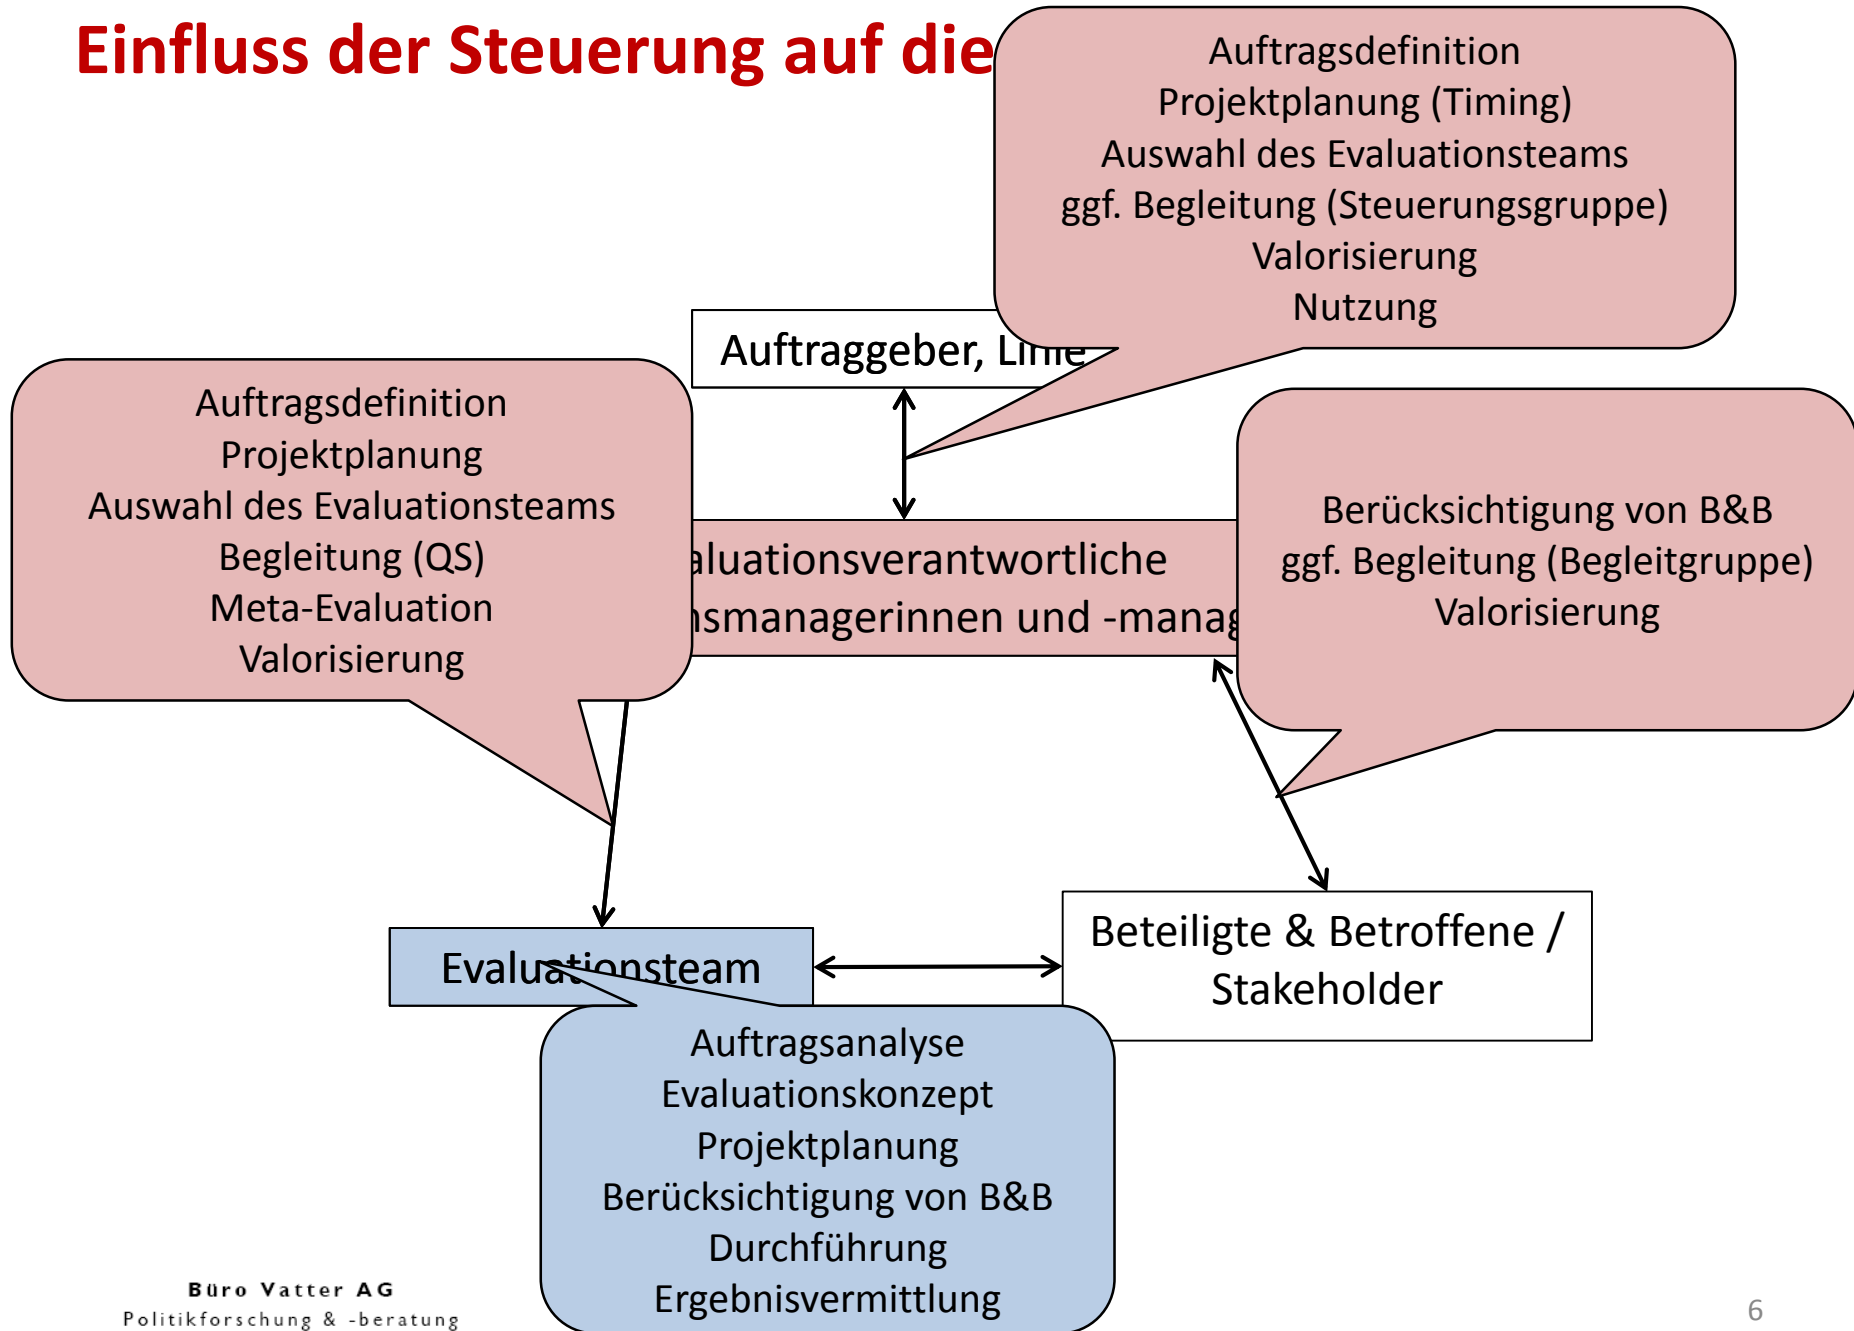 Einfluss der Steuerung auf die
Auftragsdefinition
Projektplanung (Timing)
Auswahl des Evaluationsteams
ggf. Begleitung (Steuerungsgruppe)
Valorisierung
Nutzung
Auftraggeber, Linie
Auftragsdefinition
Projektplanung
Auswahl des Evaluationsteams
Begleitung (QS)
Meta-Evaluation
Valorisierung
aluationsverantwortliche
nsmanagerinnen und -manag
Berücksichtigung von B&B
ggf. Begleitung (Begleitgruppe)
Valorisierung
Evaluationsteam
Beteiligte & Betroffene /
Stakeholder
Auftragsanalyse
Evaluationskonzept
Projektplanung
Berücksichtigung von B&B
Durchführung
Ergebnisvermittlung
Büro Vatter AG
Politikforschung & -beratung
6